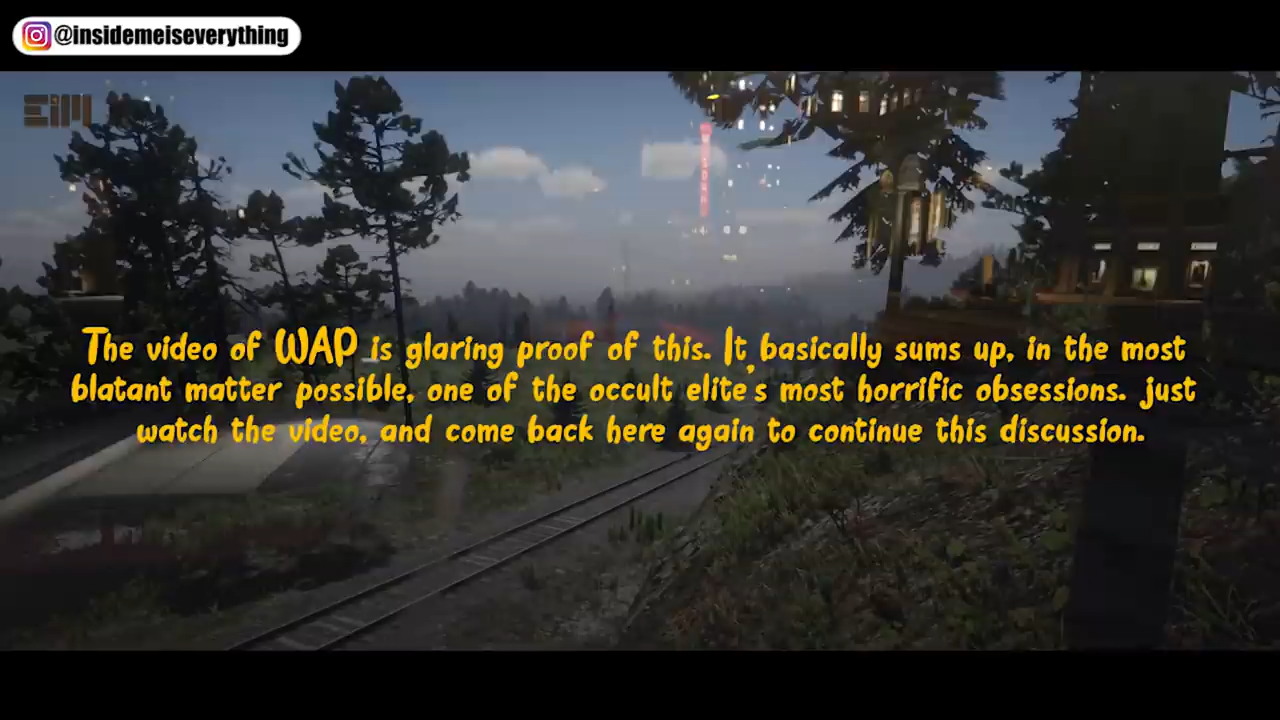 @insidemeiseverything
EIM
The video of WAP is glaring proof of this. It basically sums up, in the most
blatant matter possible, one of the occult elite's most horrific obsessions. just
watch the video, and come back here again to continue this discussion.